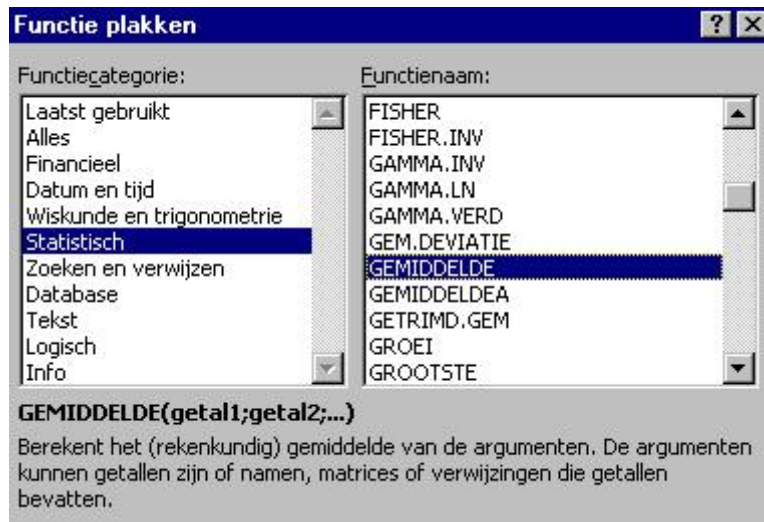 Functie plakken
Functiecategorie:
Laatst gebruikt
Alles
Financieel
Datum en tijd
Wiskunde en trigonometrie
Statistisch
Zoeken en verwijzen
Database
Tekst
Logisch
Info
Functienaam:
FISHER
FISHER.INV
GAMMA.INV
GAMMA.LN
GAMMA.VERD
GEM.DEVIATIE
GEMIDDELDE
GEMIDDELDEA
GETRIMD.GEM
GROEI
GROOTSTE
GEMIDDELDE(getal1;getal2;...)
Berekent het (rekenkundig) gemiddelde van de argumenten. De argumenten
kunnen getallen zijn of namen, matrices of verwijzingen die getallen
bevatten.